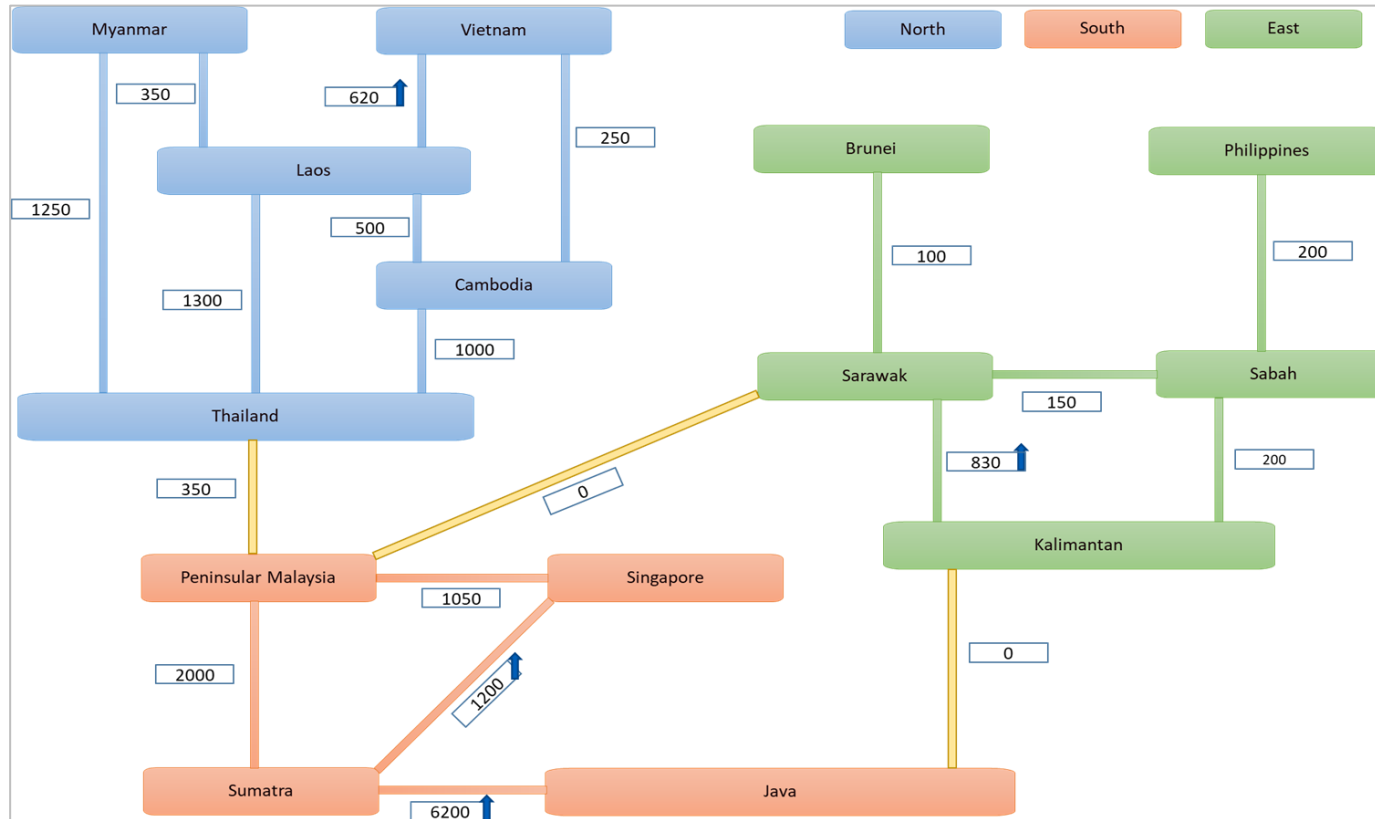 Myanmar
Vietnam
North
South
East
350
620
250
Brunei
Philippines
Laos
1250
500
100
200
Cambodia
1300
1000
Sarawak
Sabah
150
Thailand
830
200
350
0
Kalimantan
Peninsular Malaysia
Singapore
1050
0
2000
1200
Sumatra
Java
6200